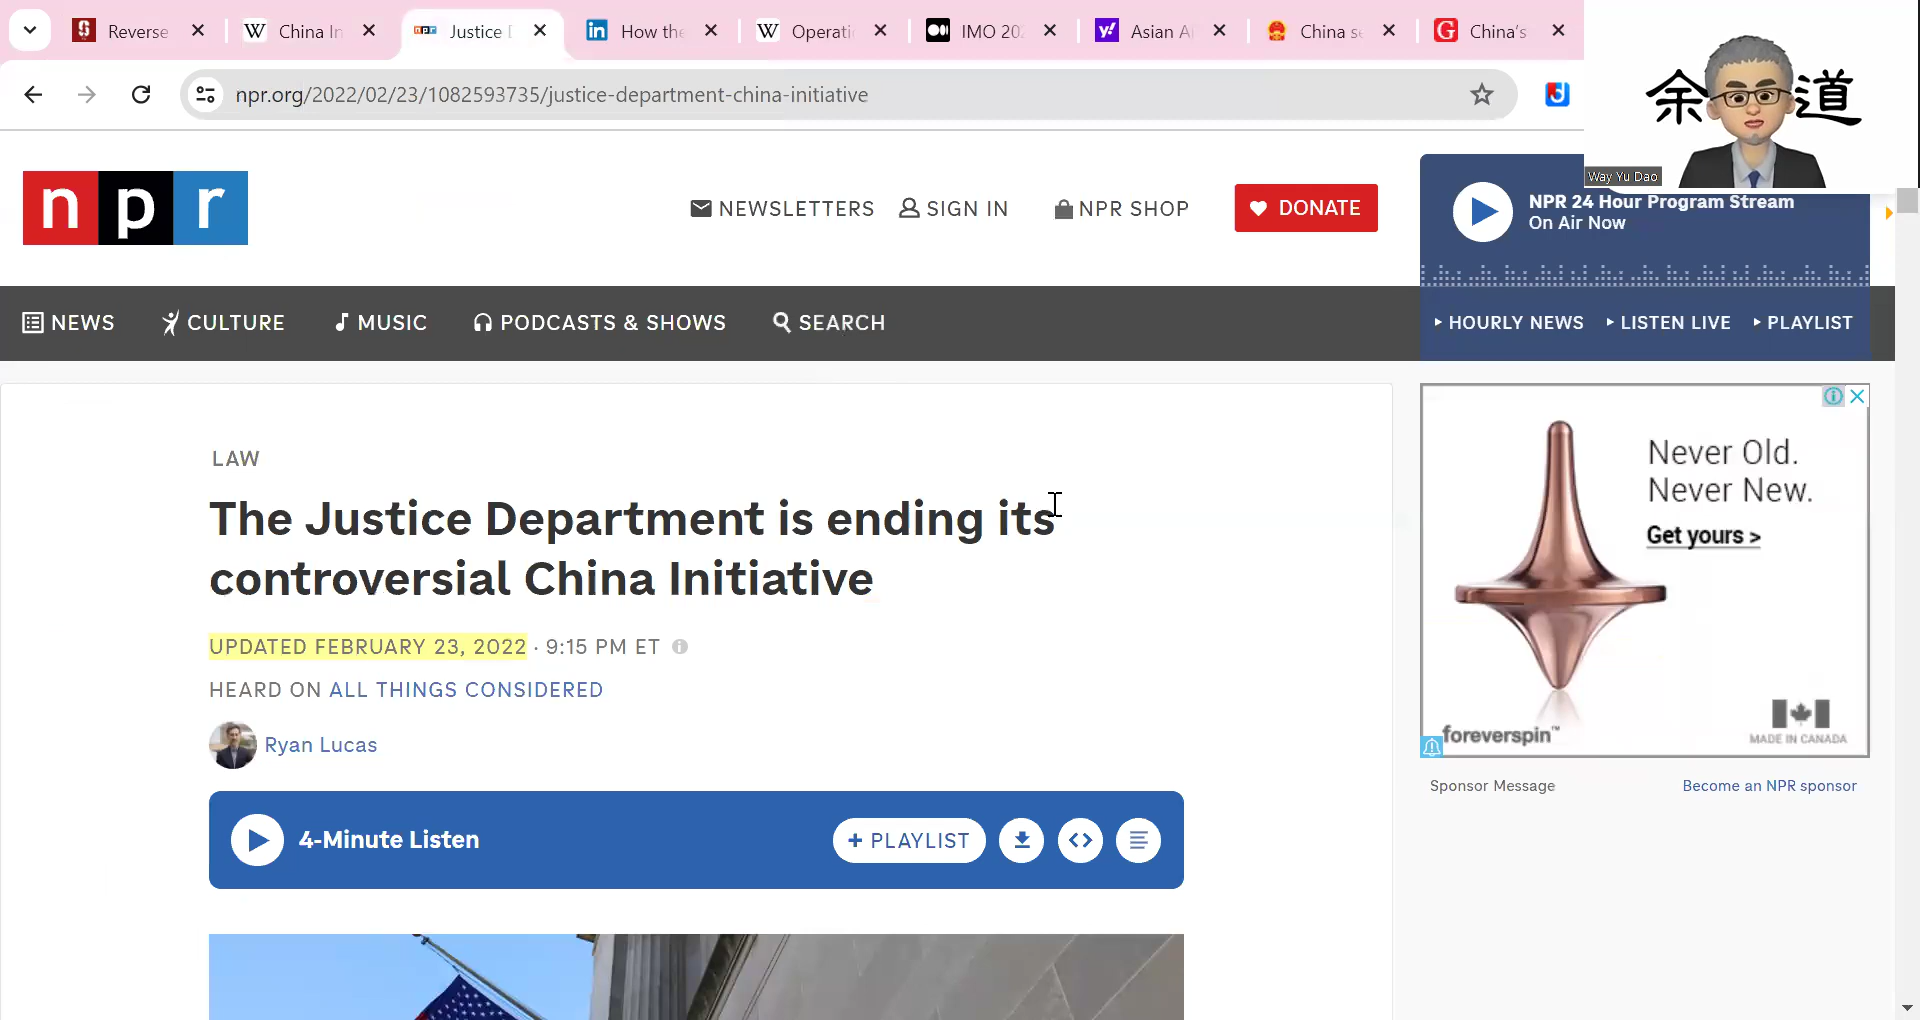 Reverse
China In
Justice D
How the
Operati
IMO 202
Asian A
China se
China's
npr.org/2022/02/23/1082593735/justice-department-china-initiative
余道
Way Yu Dao
npr
NEWSLETTERS
SIGN IN
NPR SHOP
DONATE
NPR 24 Hour Program Stream
On Air Now
NEWS
CULTURE
MUSIC
PODCASTS & SHOWS
SEARCH
HOURLY NEWS
LISTEN LIVE
PLAYLIST
LAW
The Justice Department is ending its
controversial China Initiative
UPDATED FEBRUARY 23, 2022 · 9:15 PM ET
HEARD ON ALL THINGS CONSIDERED
Ryan Lucas
4-Minute Listen
+ PLAYLIST
Never Old.
Never New.
Get yours >
foreverspin™
MADE IN CANADA
Sponsor Message
Become an NPR sponsor